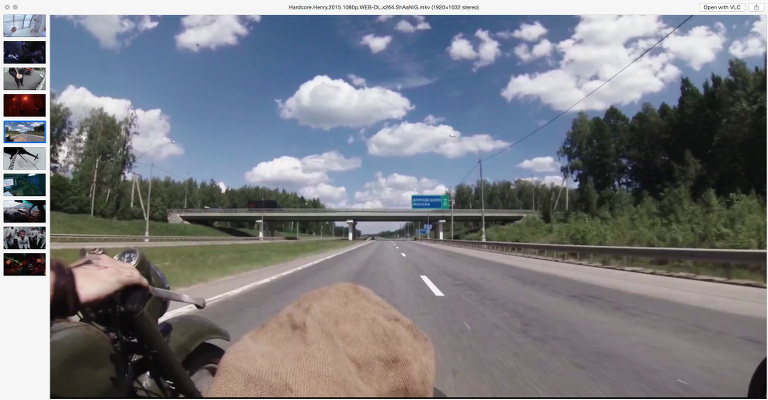 Hardcore.Henry.2015.1080p.WEB-DL.x264.ShAaNiG.mkv (1920×1032 stereo)
Open with VLC